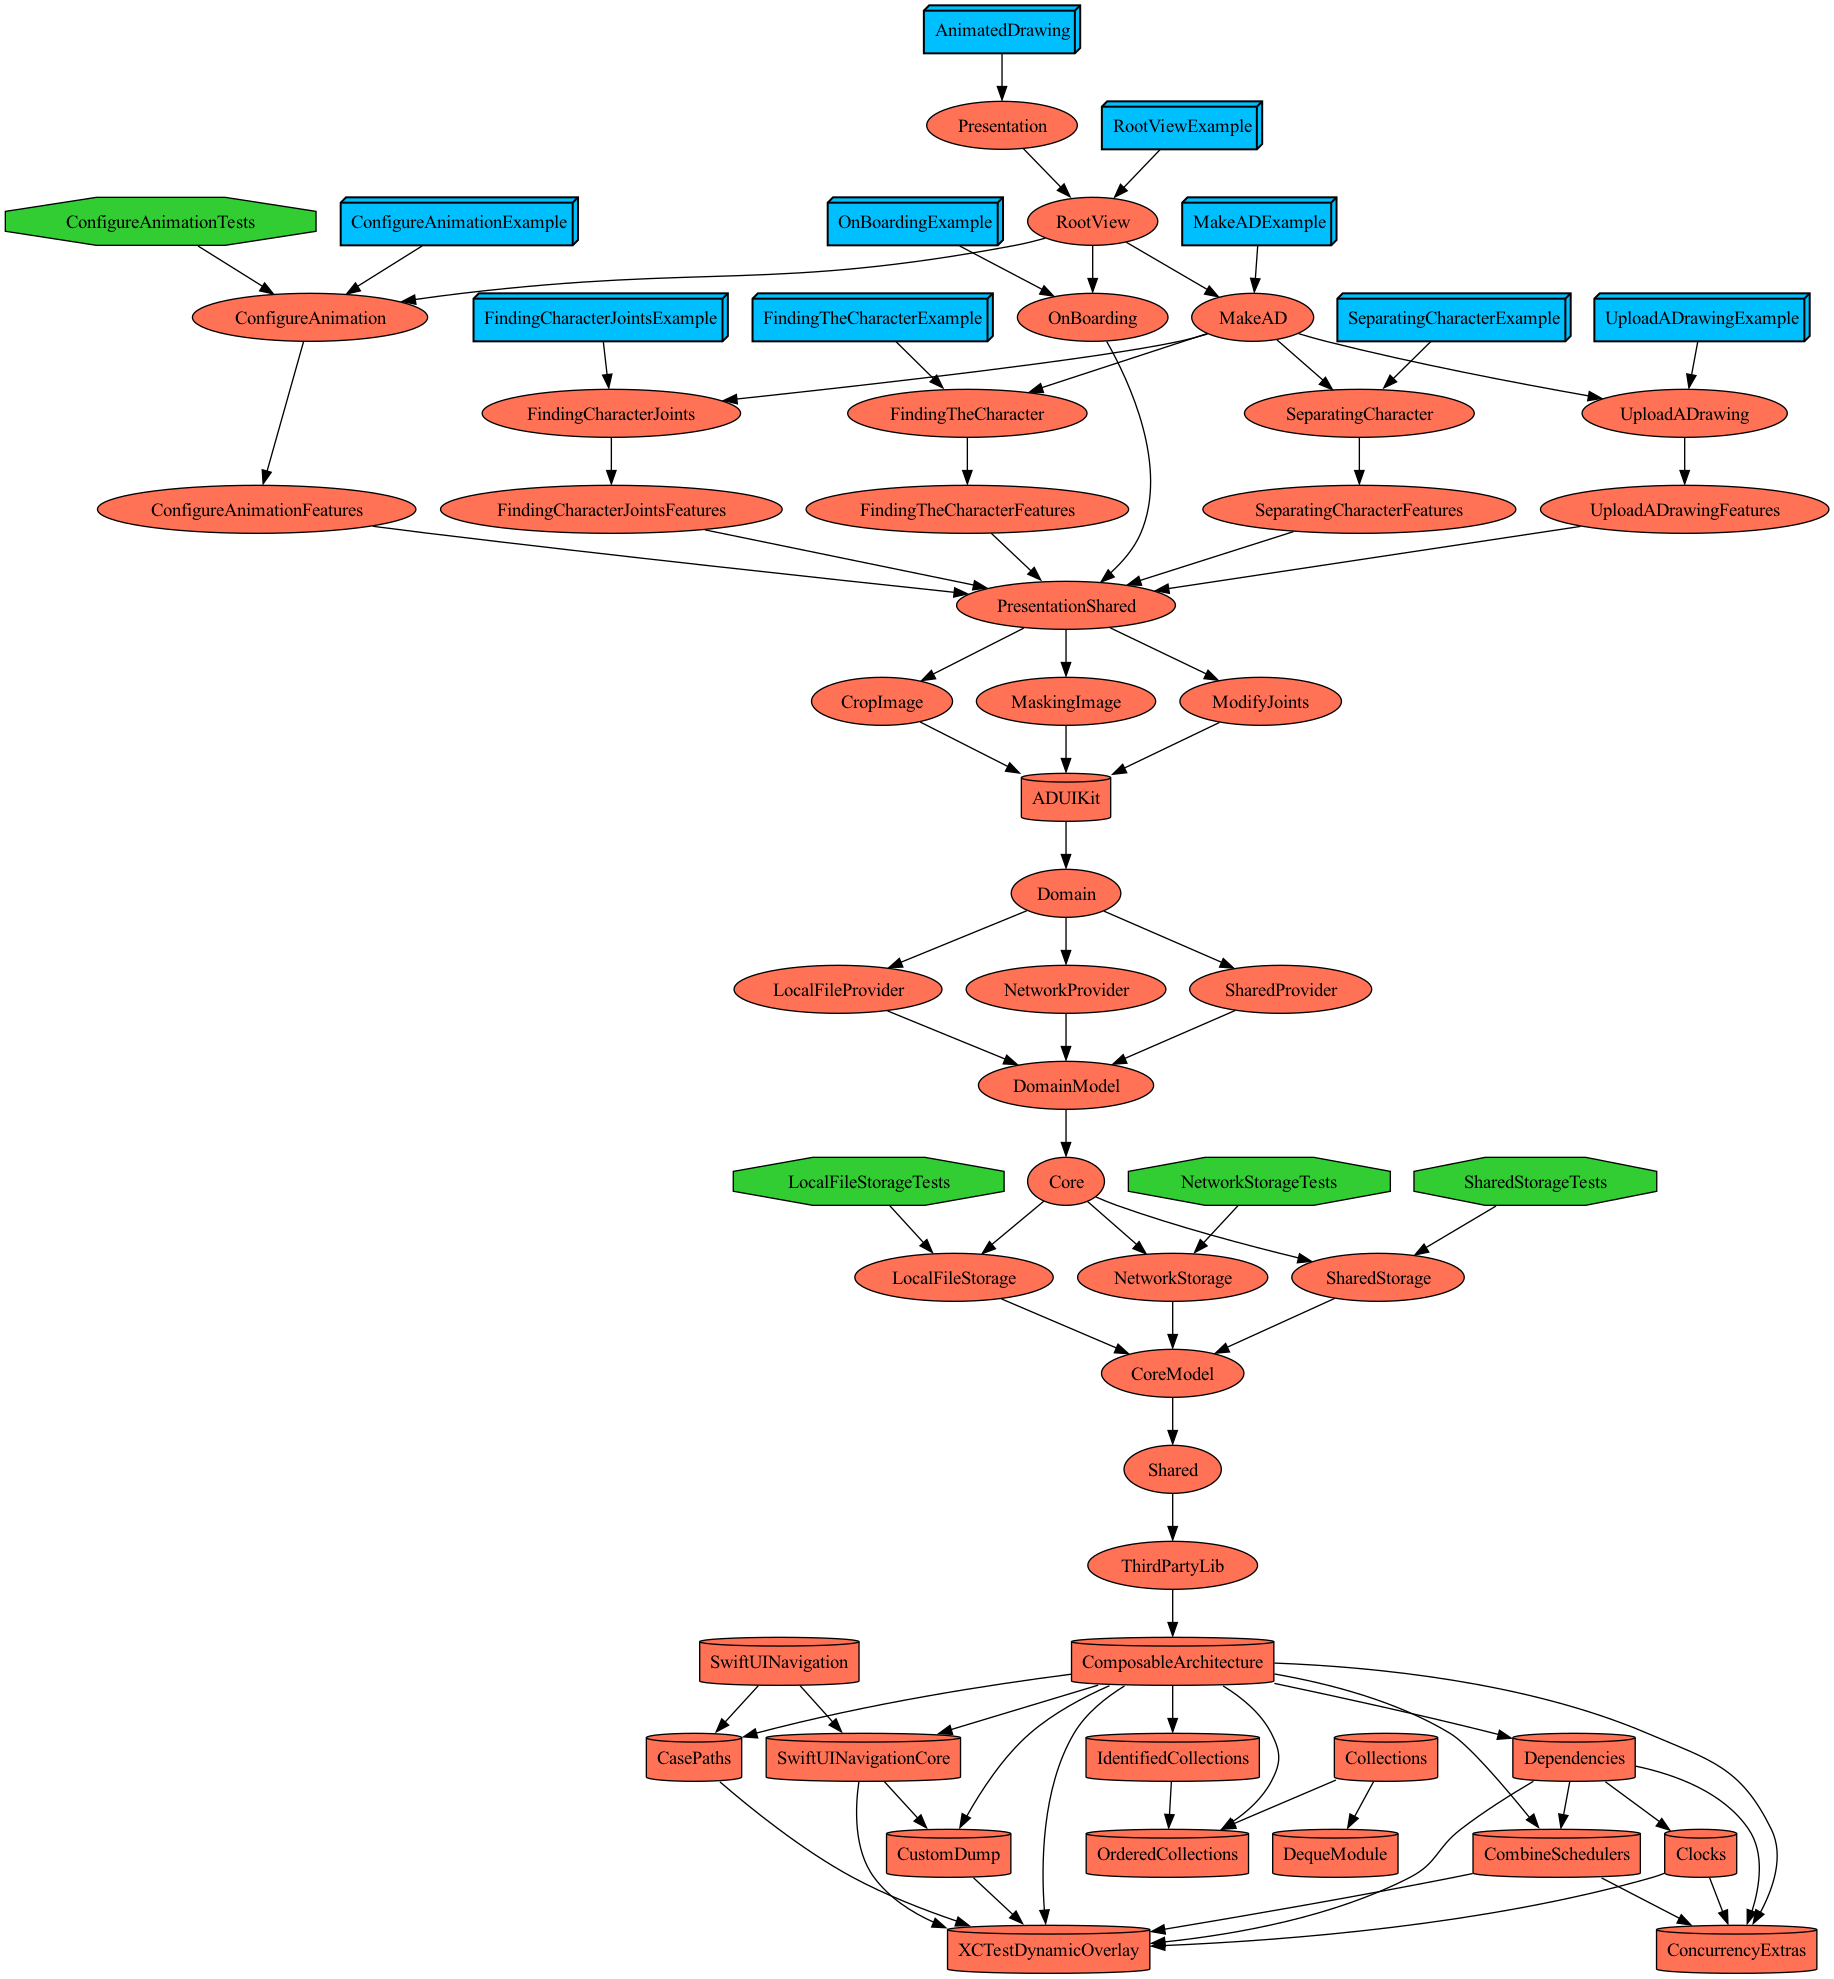 AnimatedDrawing
Presentation
RootViewExample
ConfigureAnimationTests
ConfigureAnimationExample
OnBoardingExample
RootView
MakeADExample
ConfigureAnimation
FindingCharacterJointsExample
FindingTheCharacterExample
OnBoarding
MakeAD
SeparatingCharacterExample
UploadADrawingExample
FindingCharacterJoints
FindingTheCharacter
SeparatingCharacter
UploadADrawing
ConfigureAnimationFeatures
FindingCharacterJointsFeatures
FindingTheCharacterFeatures
SeparatingCharacterFeatures
UploadADrawingFeatures
PresentationShared
CropImage
MaskingImage
ModifyJoints
ADUIKit
Domain
LocalFileProvider
NetworkProvider
SharedProvider
DomainModel
LocalFileStorageTests
Core
NetworkStorageTests
SharedStorageTests
LocalFileStorage
NetworkStorage
SharedStorage
CoreModel
Shared
ThirdPartyLib
SwiftUINavigation
ComposableArchitecture
CasePaths
SwiftUINavigationCore
IdentifiedCollections
Collections
Dependencies
CustomDump
OrderedCollections
DequeModule
CombineSchedulers
Clocks
XCTestDynamicOverlay
ConcurrencyExtras